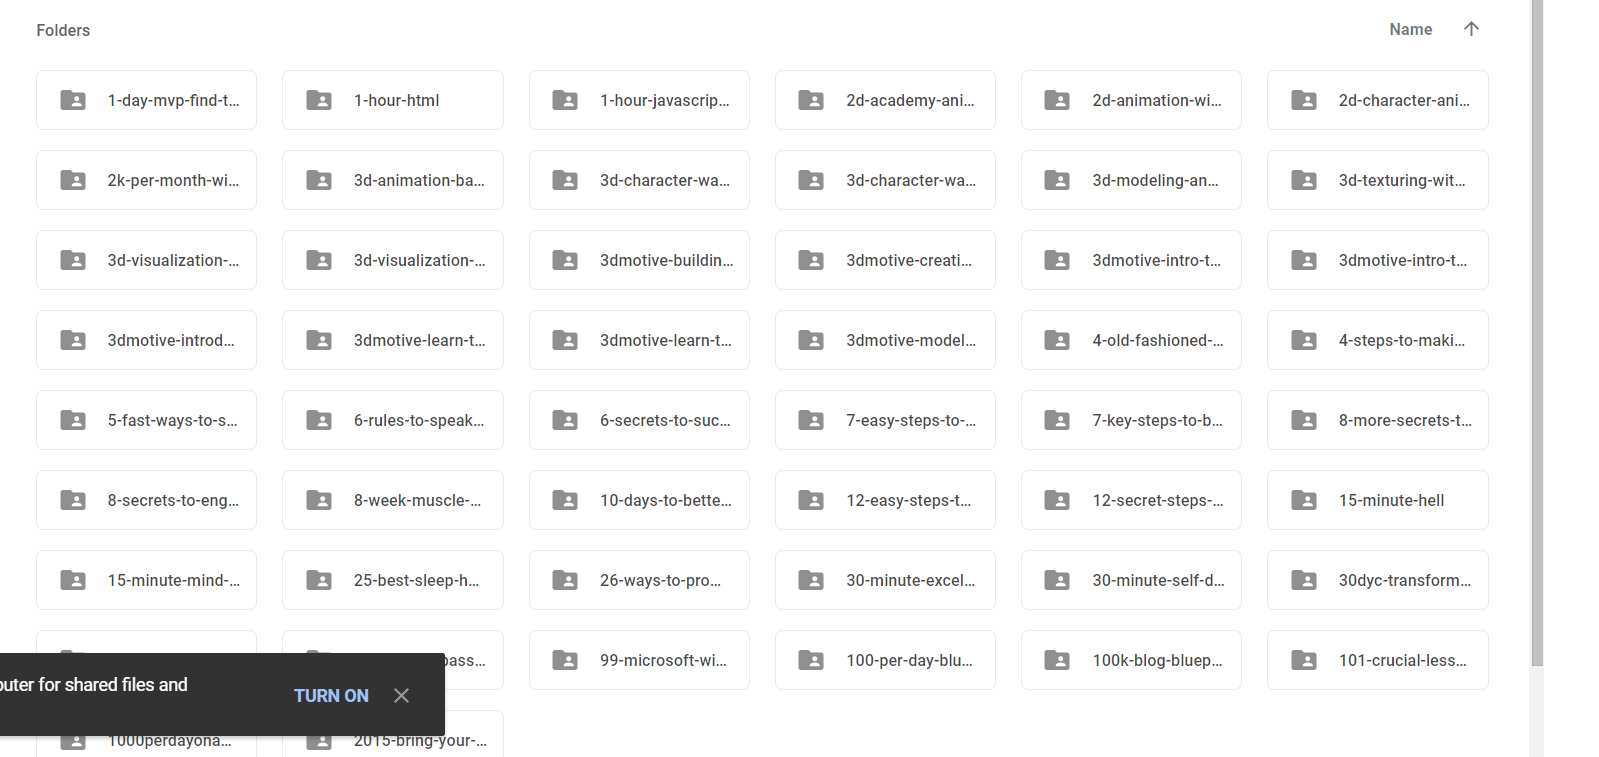 Folders
Name
1-day-mvp-find-t...
1-hour-html
1-hour-javascrip...
2d-academy-ani...
2d-animation-wi...
2d-character-ani...
2k-per-month-wi...
3d-animation-ba...
3d-character-wa...
3d-character-wa...
3d-modeling-an...
3d-texturing-wit...
3d-visualization-...
3d-visualization-...
3dmotive-buildin...
3dmotive-creati...
3dmotive-intro-t...
3dmotive-intro-t...
3dmotive-introd...
3dmotive-learn-t...
3dmotive-learn-t...
3dmotive-model...
4-old-fashioned-...
4-steps-to-maki...
5-fast-ways-to-s...
6-rules-to-speak...
6-secrets-to-suc...
7-easy-steps-to-...
7-key-steps-to-b...
8-more-secrets-t...
8-secrets-to-eng...
8-week-muscle-...
10-days-to-bette...
12-easy-steps-t...
12-secret-steps-...
15-minute-hell
15-minute-mind-...
25-best-sleep-h...
26-ways-to-pro...
30-minute-excel...
30-minute-self-d...
30dyc-transform...
pass...
99-microsoft-wi...
100-per-day-blu...
100k-blog-bluep...
101-crucial-less...
outer for shared files and
TURN ON
1000perdayona...
2015-bring-your-...